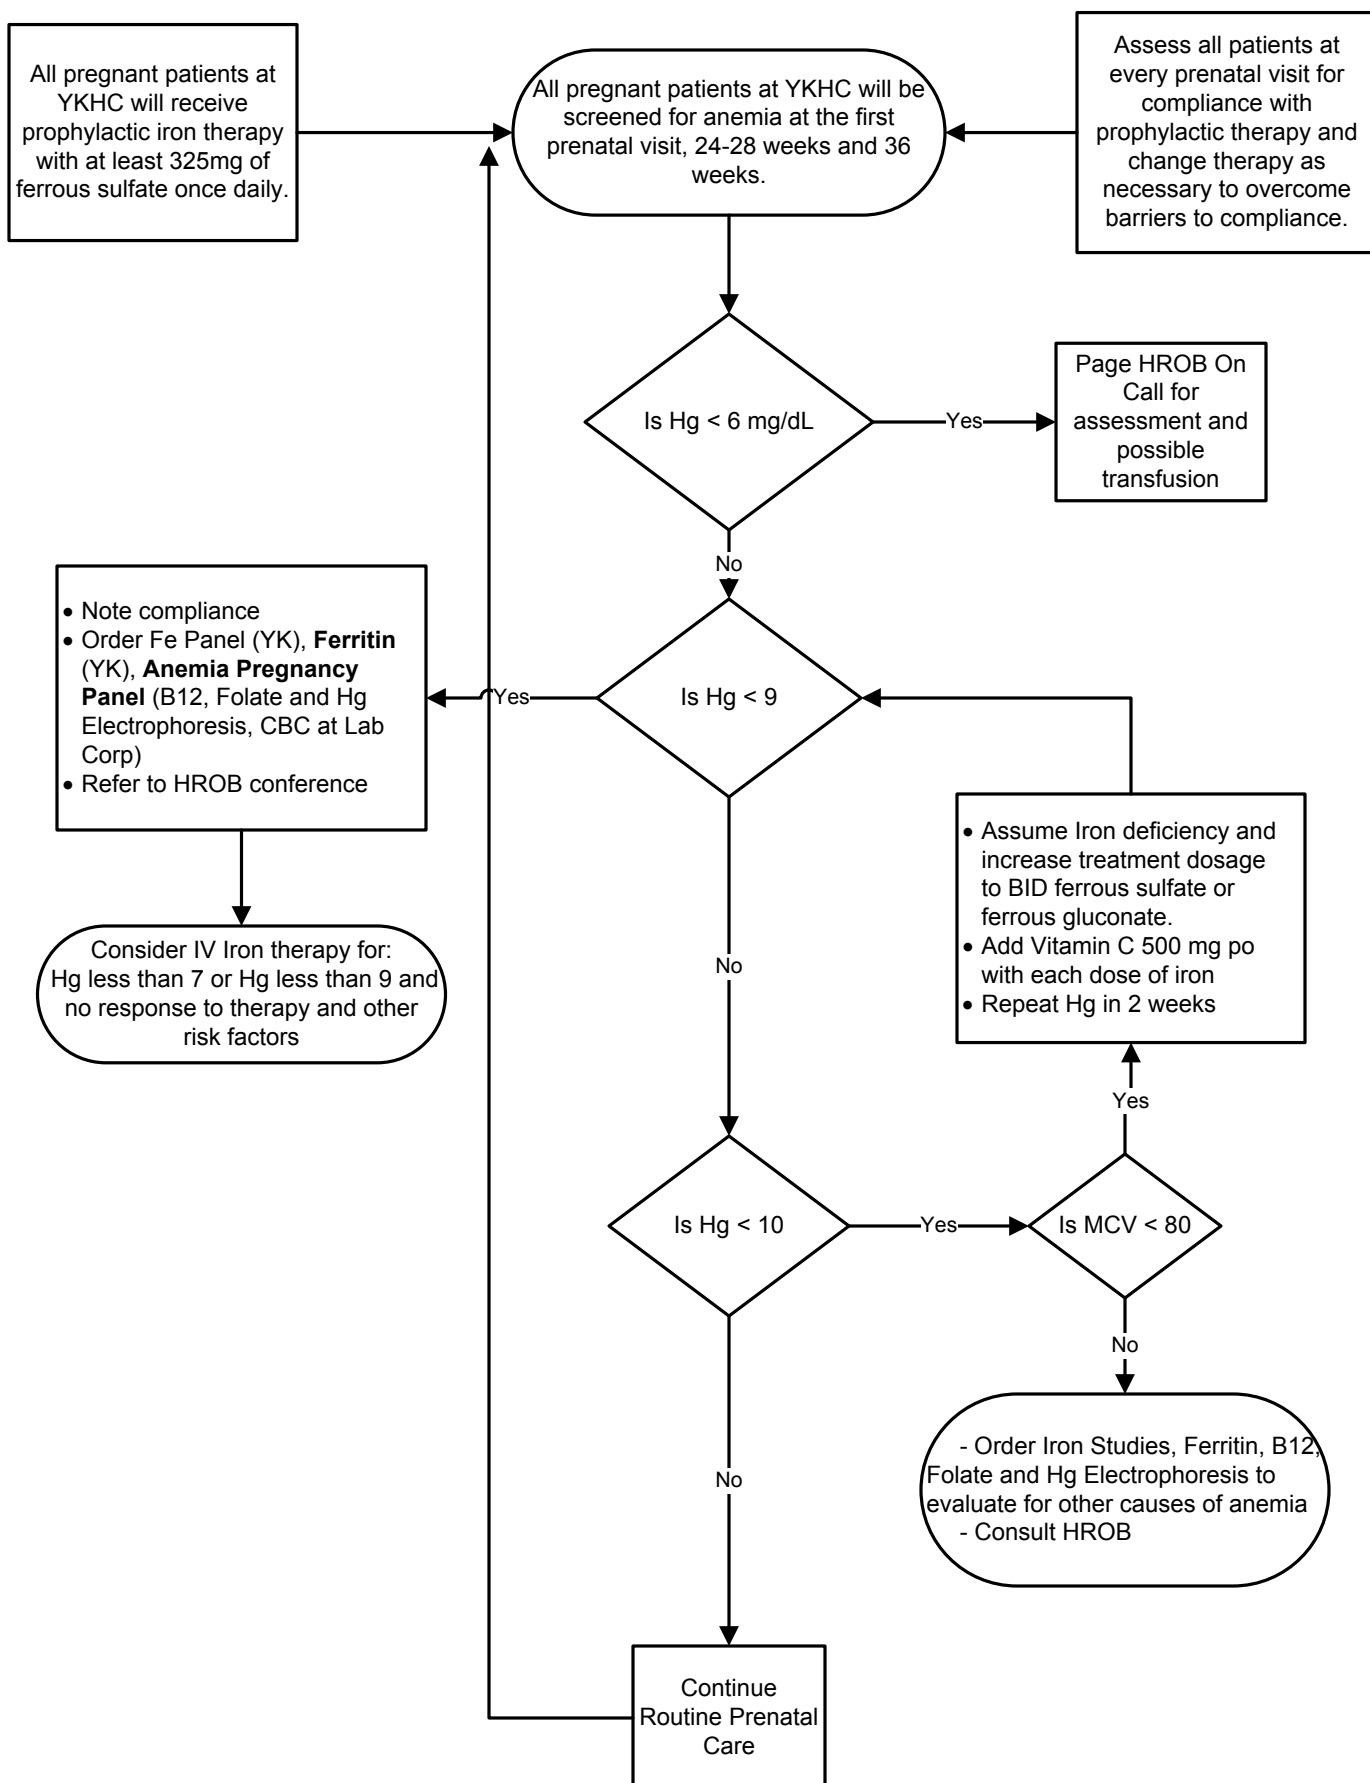 All pregnant patients at
YKHC will receive
prophylactic iron therapy
with at least 325mg of
ferrous sulfate once daily.
All pregnant patients at YKHC will be
screened for anemia at the first
prenatal visit, 24-28 weeks and 36
weeks.
Assess all patients at
every prenatal visit for
compliance with
prophylactic therapy and
change therapy as
necessary to overcome
barriers to compliance.
Is Hg < 6 mg/dL
Yes
Page HROB On
Call for
assessment and
possible
transfusion
No
• Note compliance
• Order Fe Panel (YK), Ferritin
(YK), Anemia Pregnancy
Panel (B12, Folate and Hg
Electrophoresis, CBC at Lab
Corp)
• Refer to HROB conference
Yes
Is Hg < 9
Consider IV Iron therapy for:
Hg less than 7 or Hg less than 9 and
no response to therapy and other
risk factors
No
• Assume Iron deficiency and
increase treatment dosage
to BID ferrous sulfate or
ferrous gluconate.
• Add Vitamin C 500 mg po
with each dose of iron
• Repeat Hg in 2 weeks
Yes
Is Hg < 10
Yes
Is MCV < 80
No
- Order Iron Studies, Ferritin, B12,
Folate and Hg Electrophoresis to
evaluate for other causes of anemia
- Consult HROB
No
Continue
Routine Prenatal
Care